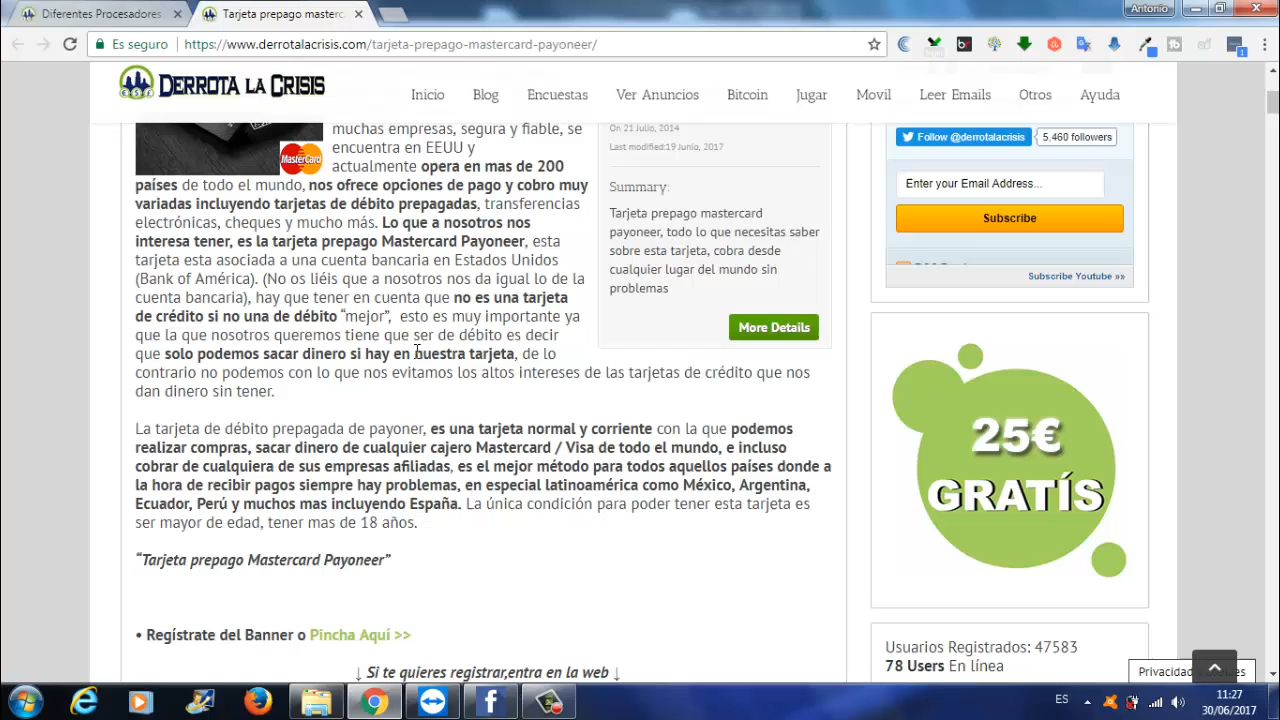 Diferentes Procesadores
Tarjeta prepago masterc
Antonio
Es seguro
https://www.derrotalacrisis.com/tarjeta-prepago-mastercard-payoneer/
DERROTA LA CRISIS
Inicio
Blog
Encuestas
Ver Anuncios
Bitcoin
Jugar
Movil
Leer Emails
Otros
Ayuda
MasterCard
muchas empresas, segura y fiable, se
encuentra en EEUU y
actualmente opera en mas de 200
países de todo el mundo, nos ofrece opciones de pago y cobro muy
variadas incluyendo tarjetas de débito prepagadas, transferencias
electrónicas, cheques y mucho más. Lo que a nosotros nos
interesa tener, es la tarjeta prepago Mastercard Payoneer, esta
tarjeta esta asociada a una cuenta bancaria en Estados Unidos
(Bank of América). (No os liéis que a nosotros nos da igual lo de la
cuenta bancaria), hay que tener en cuenta que no es una tarjeta
de crédito si no una de débito “mejor”, esto es muy importante ya
que la que nosotros queremos tiene que ser de débito es decir
que solo podemos sacar dinero si hay en nuestra tarjeta, de lo
contrario no podemos con lo que nos evitamos los altos intereses de las tarjetas de crédito que nos
dan dinero sin tener.
On 21 Julio, 2014
Last modified:19 Junio, 2017
Summary:
Tarjeta prepago mastercard
payoneer, todo lo que necesitas saber
sobre esta tarjeta, cobra desde
cualquier lugar del mundo sin
problemas
More Details
La tarjeta de débito prepagada de payoner, es una tarjeta normal y corriente con la que podemos
realizar compras, sacar dinero de cualquier cajero Mastercard / Visa de todo el mundo, e incluso
cobrar de cualquiera de sus empresas afiliadas, es el mejor método para todos aquellos países donde a
la hora de recibir pagos siempre hay problemas, en especial latinoamérica como México, Argentina,
Ecuador, Perú y muchos mas incluyendo España. La única condición para poder tener esta tarjeta es
ser mayor de edad, tener mas de 18 años.
“Tarjeta prepago Mastercard Payoneer”
• Regístrate del Banner o Pincha Aquí >>
↓ Si te quieres registrar,entra en la web ↓
Follow @derrotalacrisis
5,460 followers
Enter your Email Address...
Subscribe
Subscribe Youtube »»
25€
GRATÍS
Usuarios Registrados: 47583
78 Users En línea
Privacidad y Cookies
ES
11:27
30/06/2017